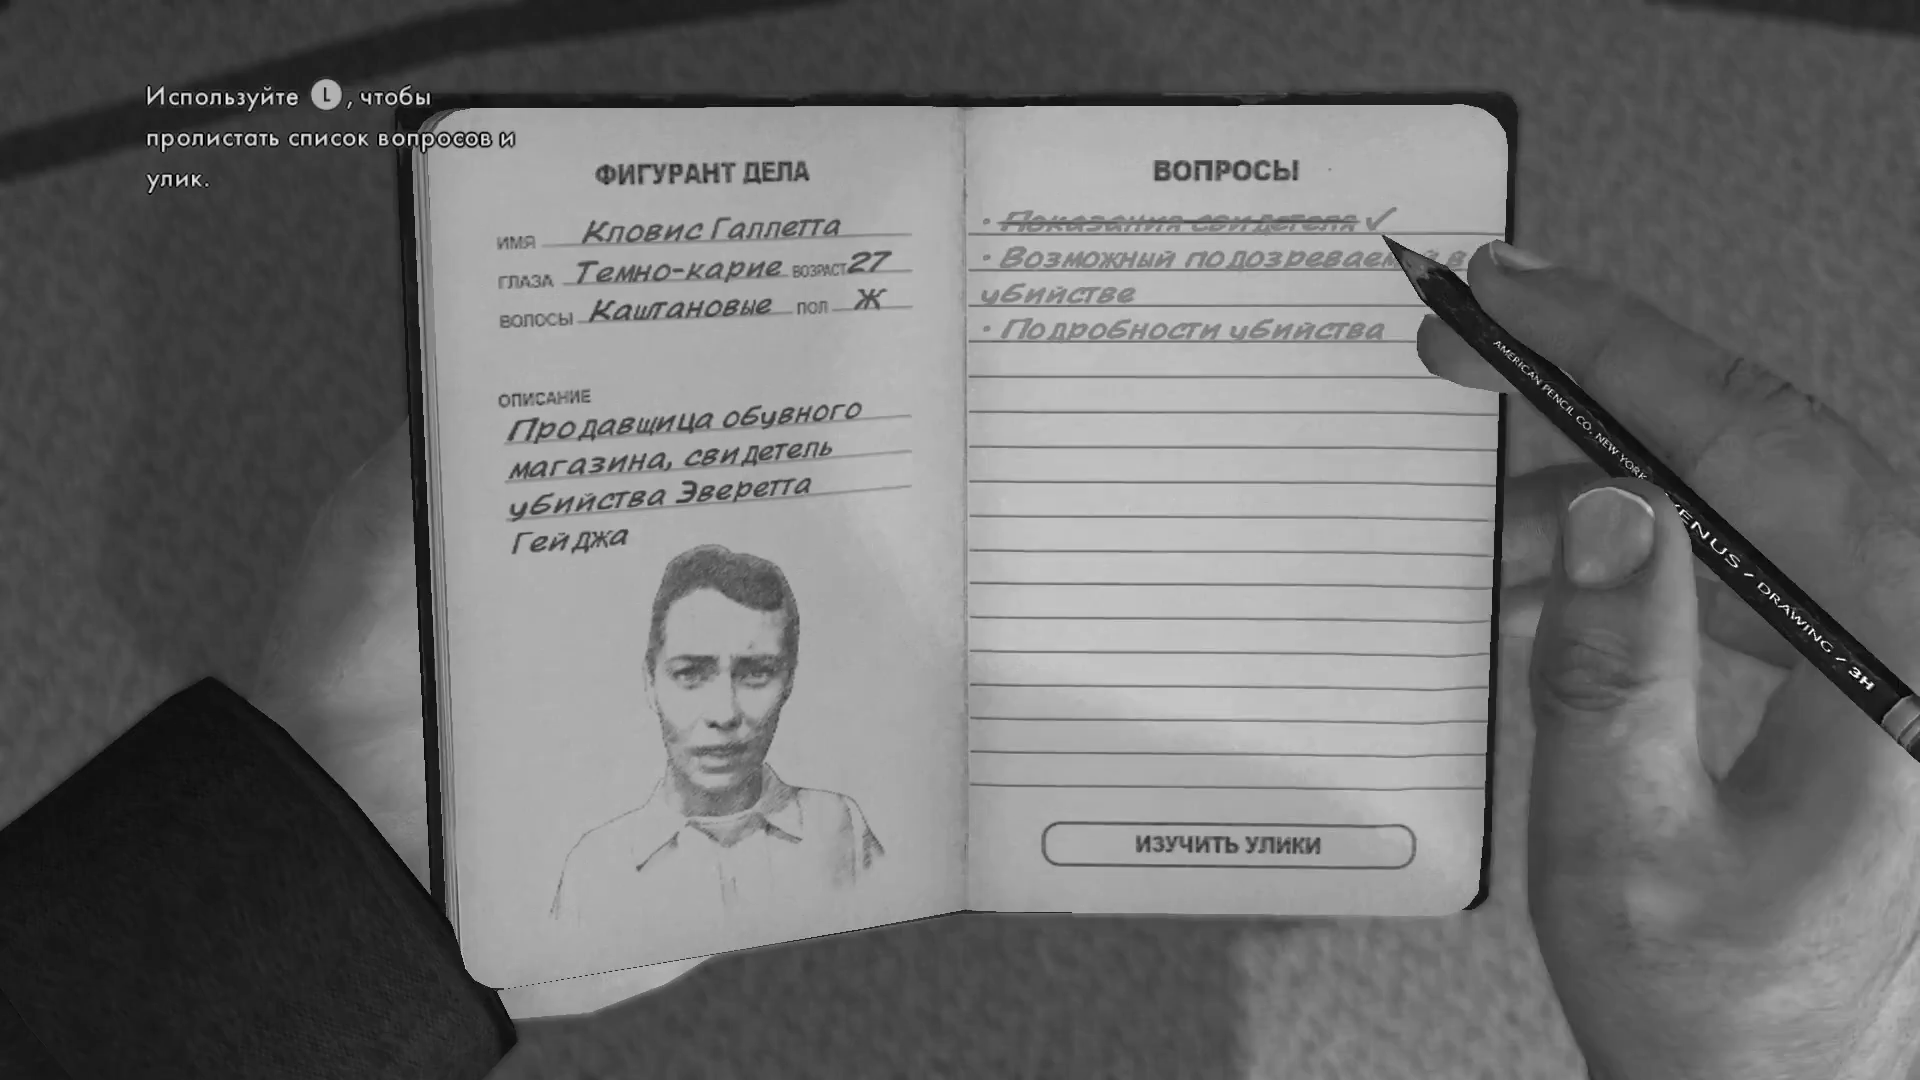 Используйте L, чтобы
пролистать список вопросов и
улик.
ФИГУРАНТ ДЕЛА
ИМЯ Кловис Галлетта
ГЛАЗА Темно-карие ВОЗРАСТ 27
ВОЛОСЫ Каштановые ПОЛ Ж
ОПИСАНИЕ
Продавщица обувного
магазина, свидетель
убийства Эверетта
Гейджа
ВОПРОСЫ
• Показания свидетеля ✓
• Возможный подозреваемый в
убийстве
• Подробности убийства
ИЗУЧИТЬ УЛИКИ
AMERICAN PENCIL CO, NEW YORK VENUS / DRAWING / 3H